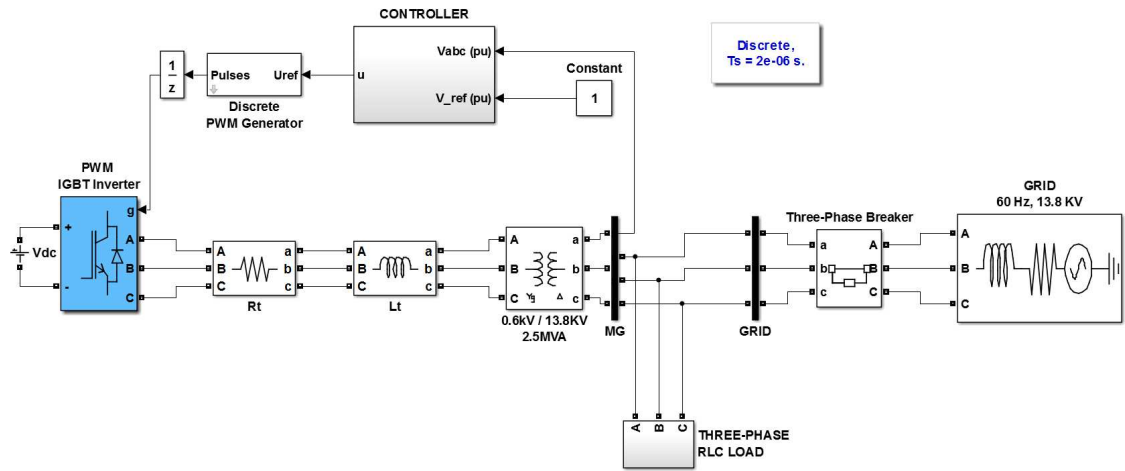 CONTROLLER
Discrete,
Ts = 2e-06 s.
Vabc (pu)
Constant
1
z
Pulses
Uref
u
V_ref (pu)
1
Discrete
PWM Generator
PWM
IGBT Inverter
g
GRID
60 Hz, 13.8 KV
Three-Phase Breaker
+
Vdc
-
A
B
C
A
B
C
a
b
c
Rt
A
B
C
a
b
c
Lt
A
B
C
a
b
c
Yg
Δ
0.6kV / 13.8KV
2.5MVA
MG
GRID
a
b
c
A
B
C
A
B
C
A
B
C
THREE-PHASE
RLC LOAD